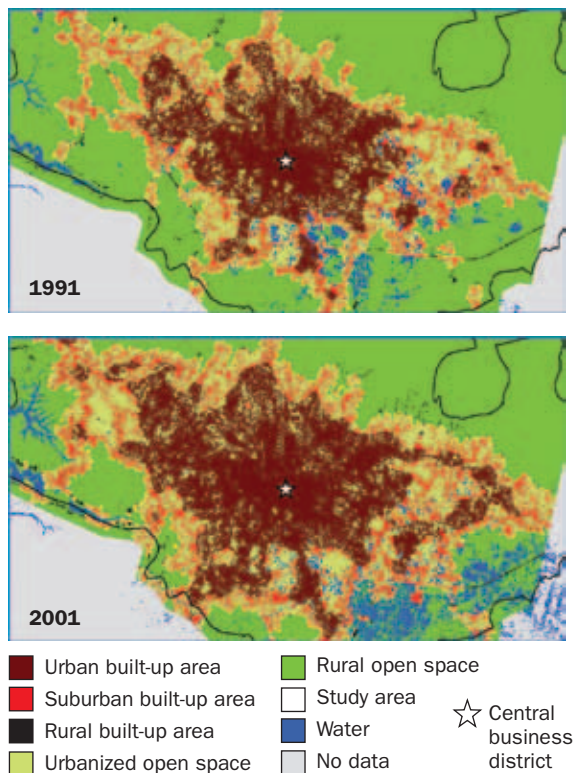 1991
2001
Urban built-up area
Suburban built-up area
Rural built-up area
Urbanized open space
Rural open space
Study area
Water
No data
Central
business
district